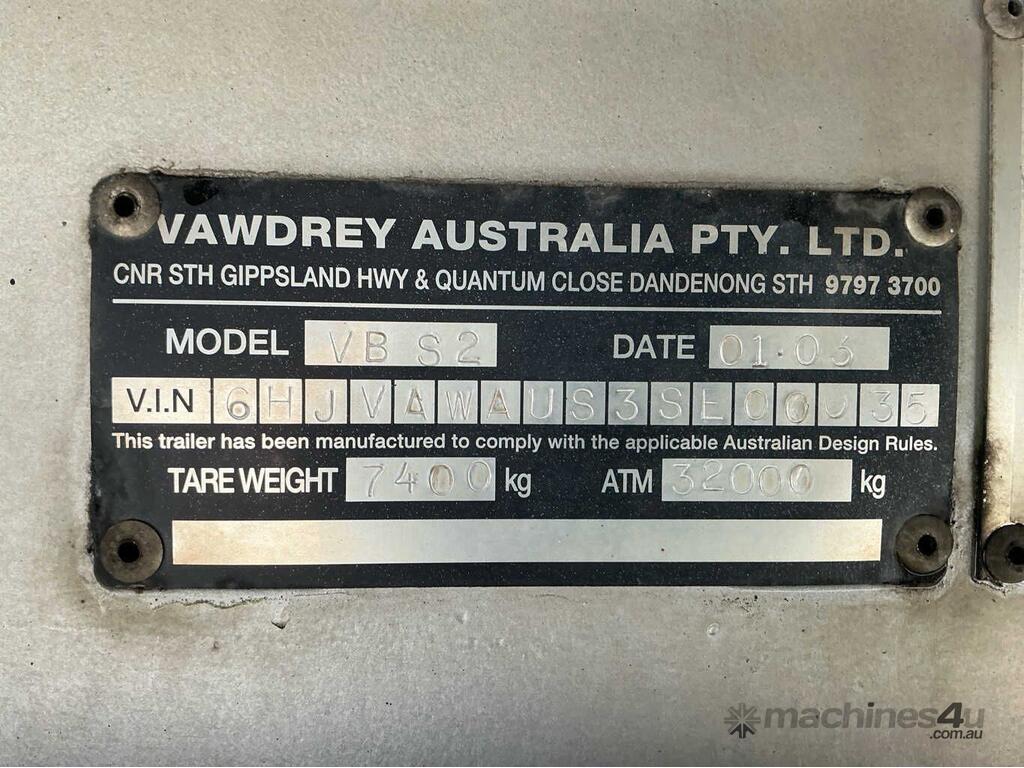 VAWDREY AUSTRALIA PTY. LTD.
CNR STH GIPPSLAND HWY & QUANTUM CLOSE DANDENONG STH 9797 3700
MODEL VB S2 DATE 01·03
V.I.N 6HJVAWAUS3SE00035
This trailer has been manufactured to comply with the applicable Australian Design Rules.
TARE WEIGHT 7400 kg ATM 32000 kg
machines4u
.com.au